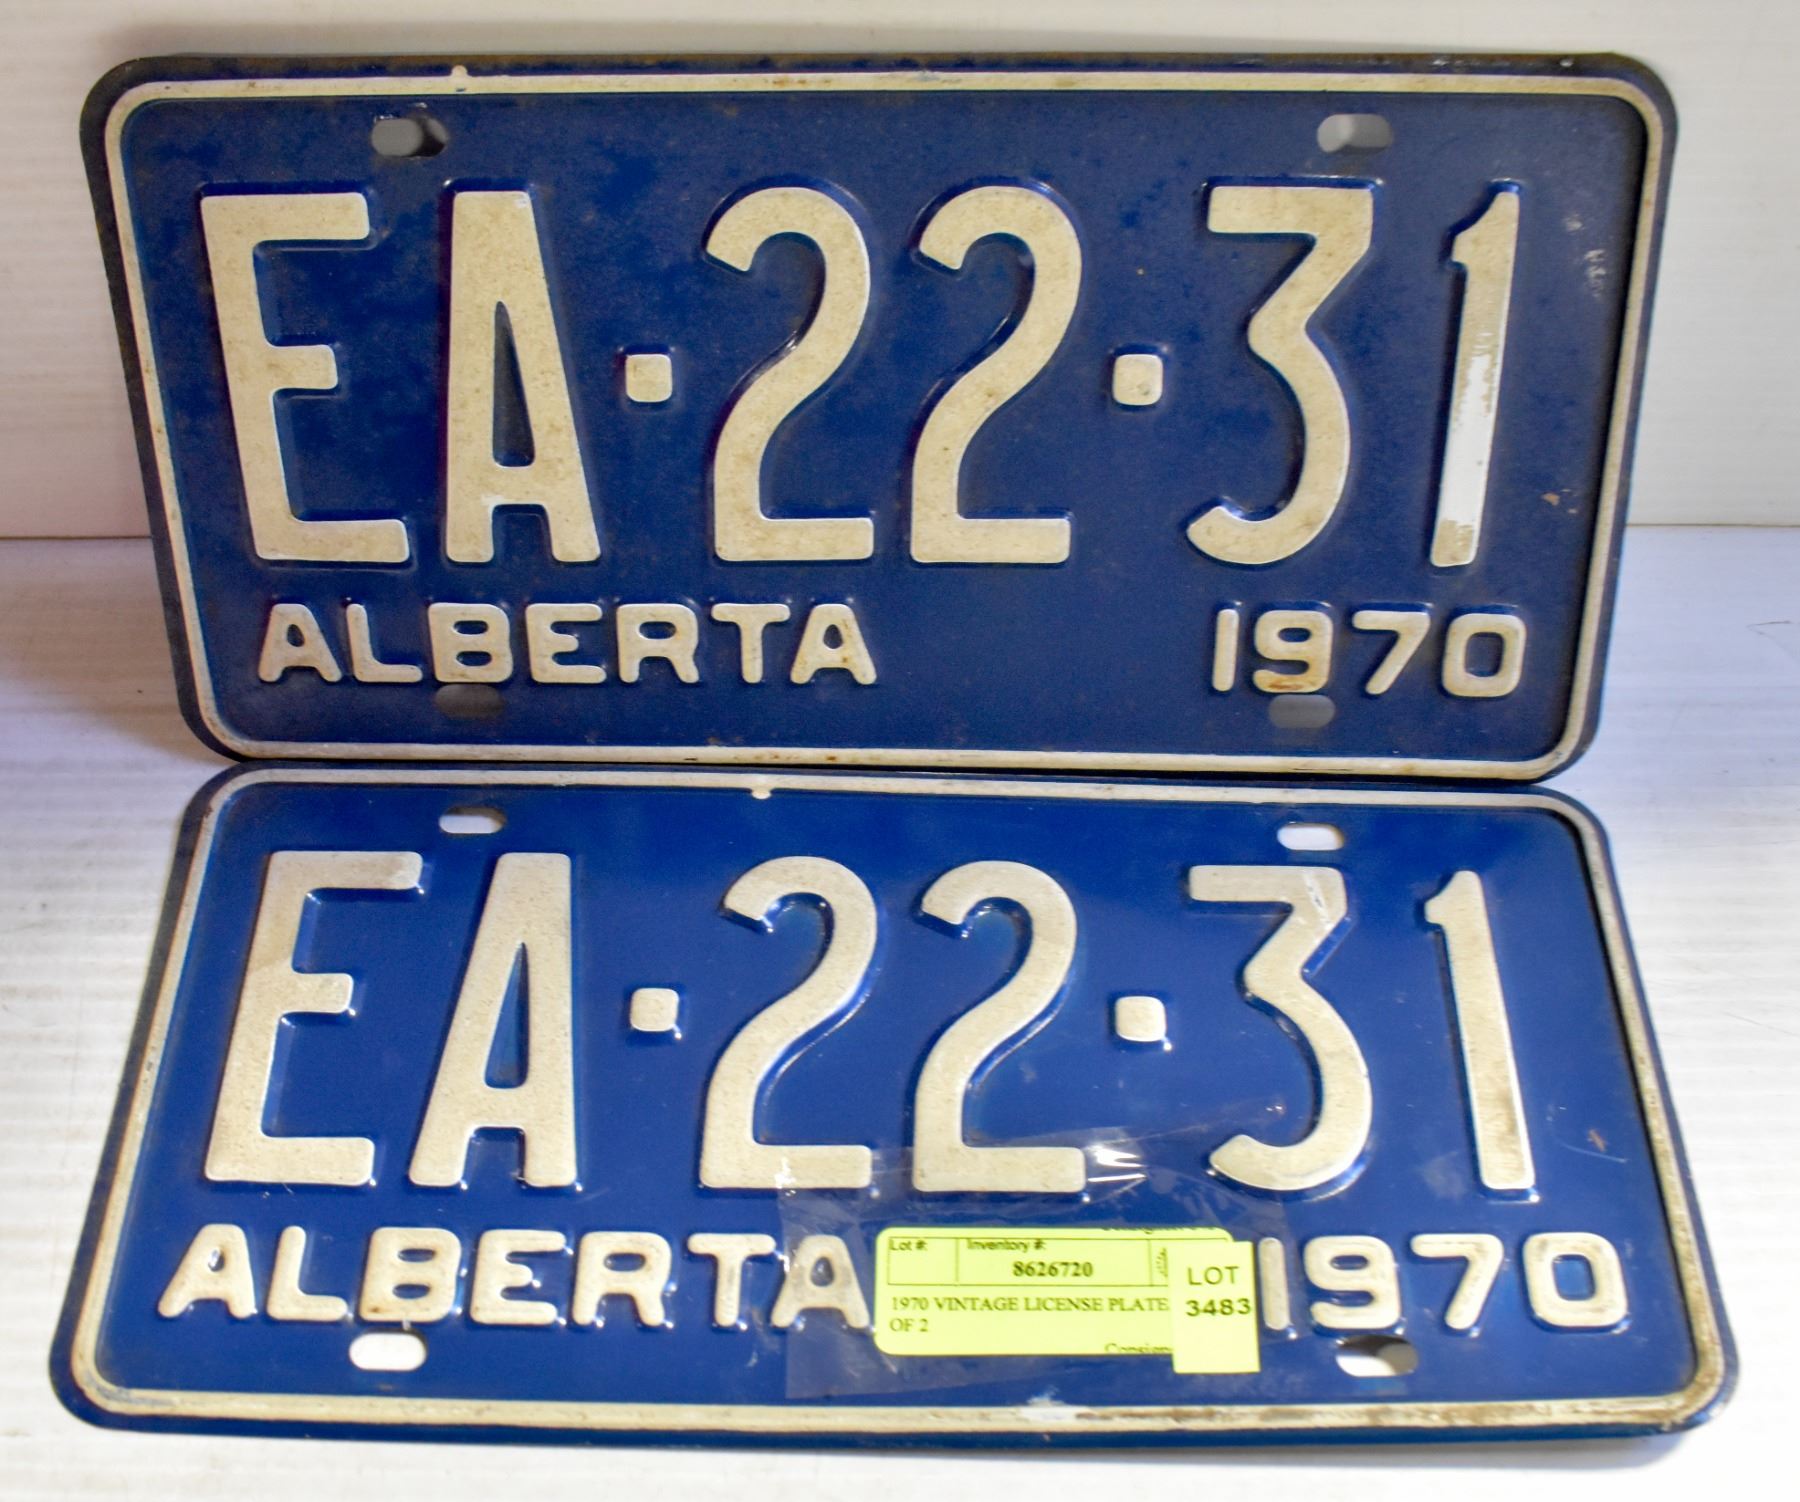 EA·22·31
ALBERTA 1970
EA·22·31
ALBERTA 1970
Lot #: Inventory #:
8626720
1970 VINTAGE LICENSE PLATE
OF 2
LOT
3483